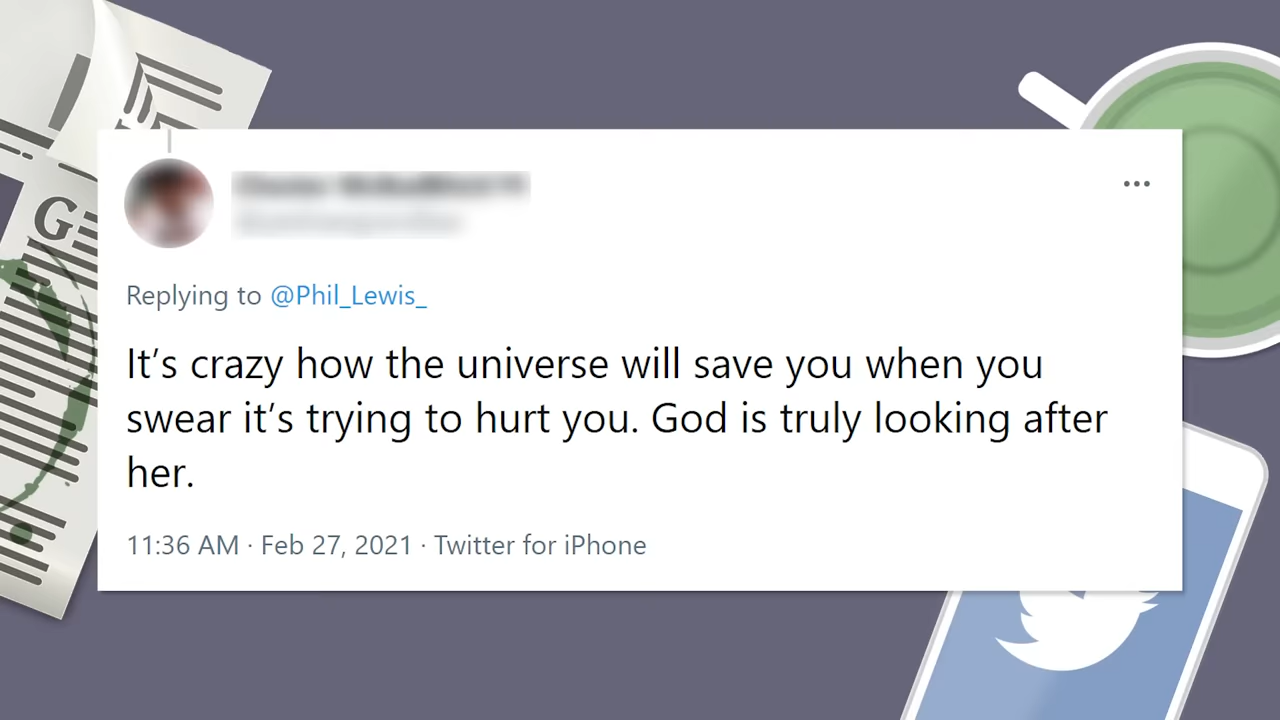 G
Replying to @Phil_Lewis_
It’s crazy how the universe will save you when you
swear it’s trying to hurt you. God is truly looking after
her.
11:36 AM · Feb 27, 2021 · Twitter for iPhone